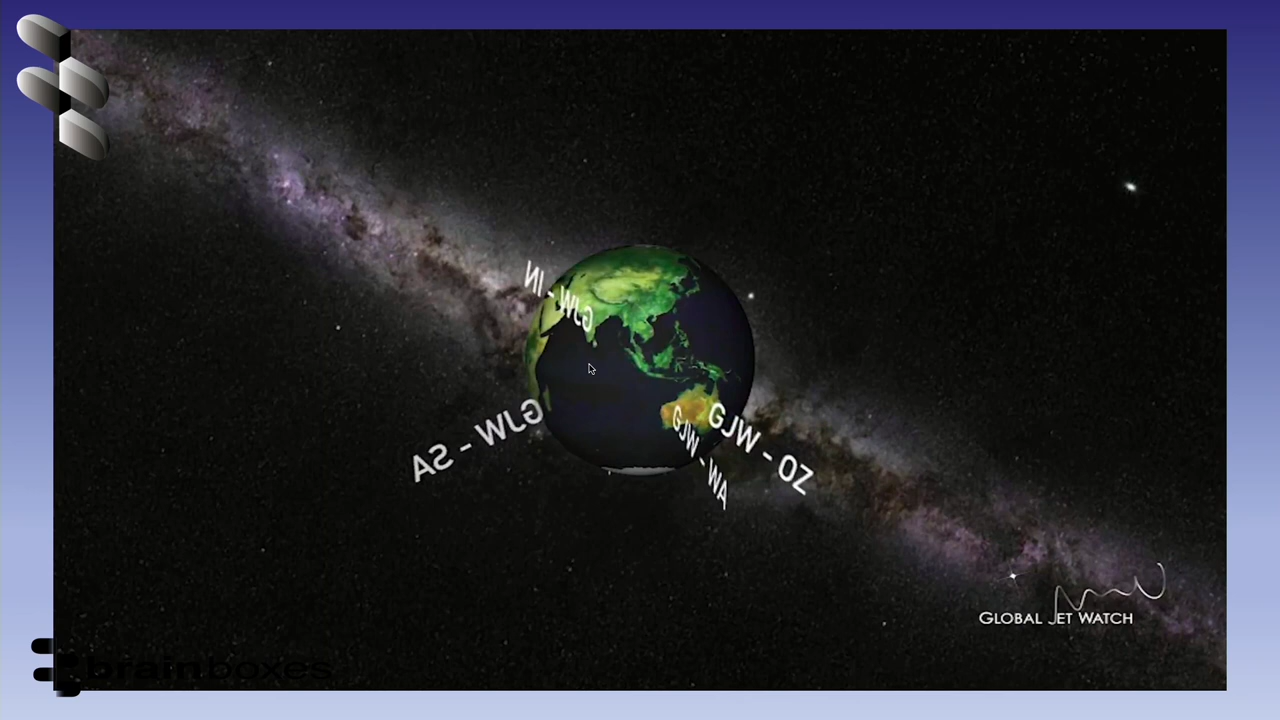 GJW - IN
GJW - SA
GJW - OZ
GJW - WA
GLOBAL JET WATCH
brainboxes